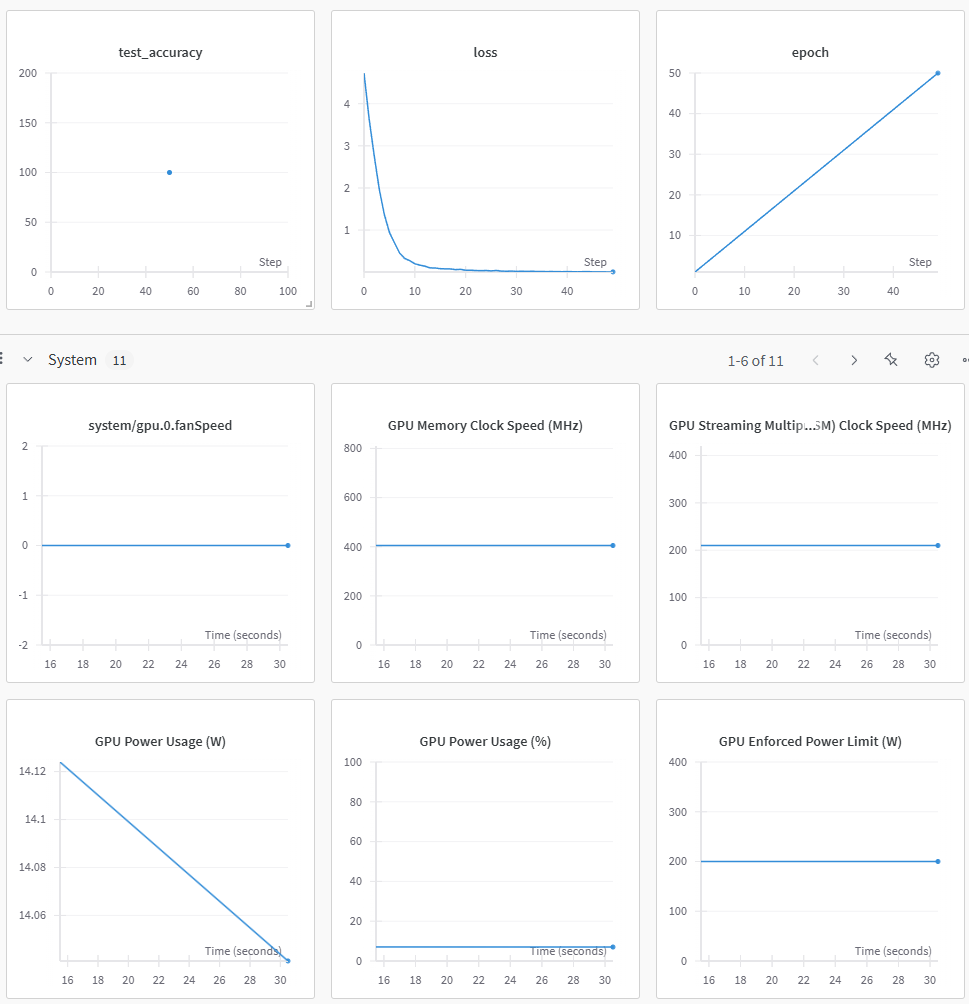 test_accuracy
200
150
100
50
0
Step
0 20 40 60 80 100
loss
4
3
2
1
Step
0 10 20 30 40
epoch
50
40
30
20
10
Step
0 10 20 30 40
System 11
1-6 of 11
system/gpu.0.fanSpeed
2
1
0
-1
-2
Time (seconds)
16 18 20 22 24 26 28 30
GPU Memory Clock Speed (MHz)
800
600
400
200
0
Time (seconds)
16 18 20 22 24 26 28 30
GPU Streaming Multip...SM) Clock Speed (MHz)
400
300
200
100
0
Time (seconds)
16 18 20 22 24 26 28 30
GPU Power Usage (W)
14.12
14.1
14.08
14.06
Time (seconds)
16 18 20 22 24 26 28 30
GPU Power Usage (%)
100
80
60
40
20
0
Time (seconds)
16 18 20 22 24 26 28 30
GPU Enforced Power Limit (W)
400
300
200
100
0
Time (seconds)
16 18 20 22 24 26 28 30